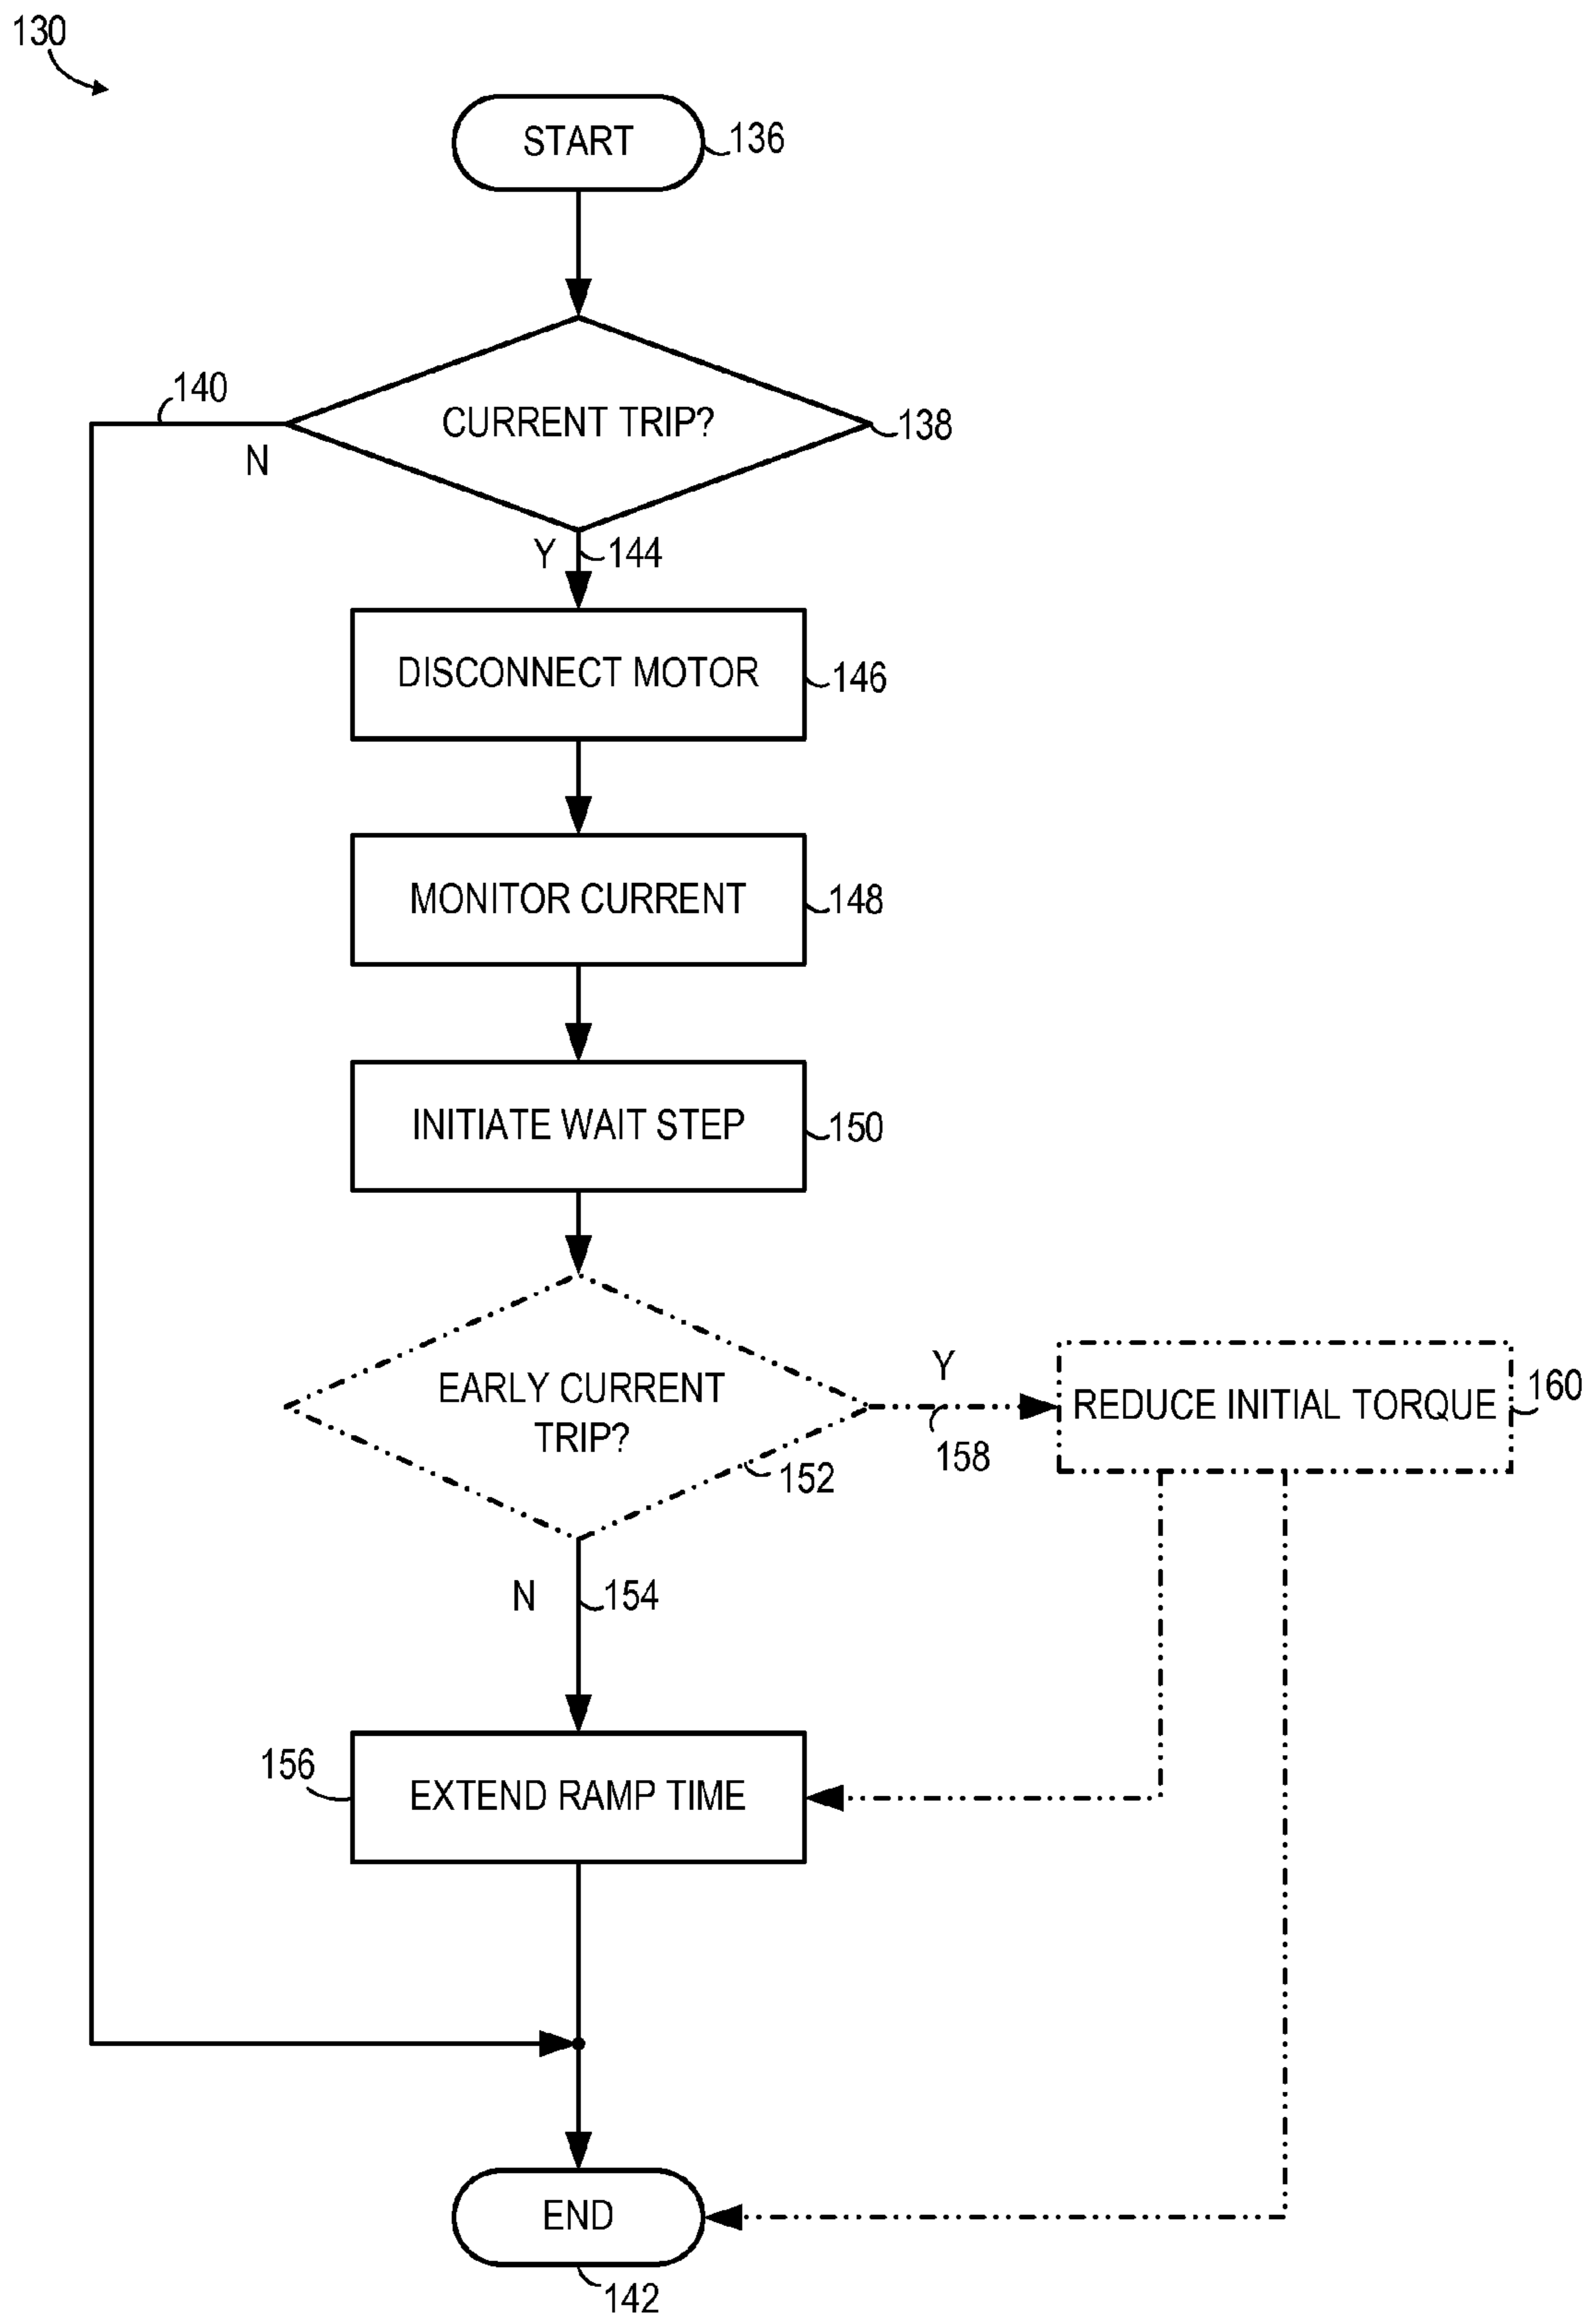 130
START
136
140
CURRENT TRIP?
138
N
Y
144
DISCONNECT MOTOR
146
MONITOR CURRENT
148
INITIATE WAIT STEP
150
EARLY CURRENT
TRIP?
152
Y
158
REDUCE INITIAL TORQUE
160
N
154
156
EXTEND RAMP TIME
END
142